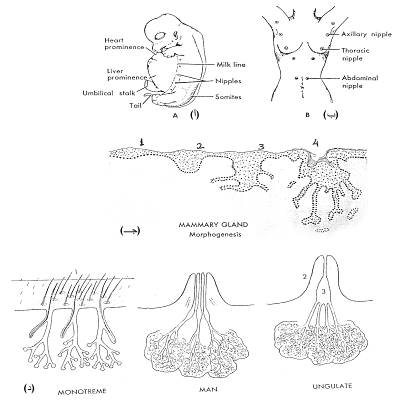 Heart
prominence
Liver
prominence
Umbilical stalk
Tail
Milk line
Nipples
Somites
A
Axillary nipple
Thoracic
nipple
Abdominal
nipple
B
1 2 3 4
MAMMARY GLAND
Morphogenesis
2
3
MONOTREME
MAN
UNGULATE